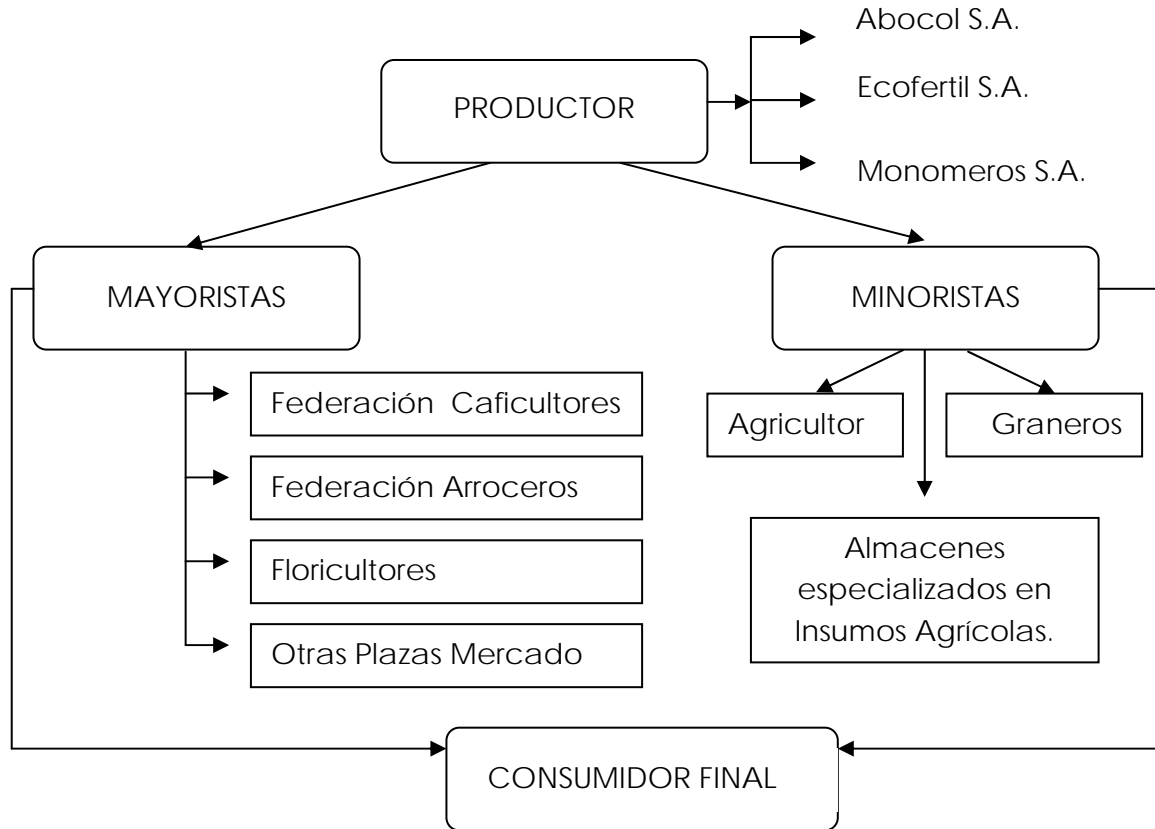 Abocol S.A.
PRODUCTOR
Ecofertil S.A.
Monomeros S.A.
MAYORISTAS
MINORISTAS
Federación Caficultores
Federación Arroceros
Floricultores
Otras Plazas Mercado
Agricultor
Graneros
Almacenes
especializados en
Insumos Agrícolas.
CONSUMIDOR FINAL